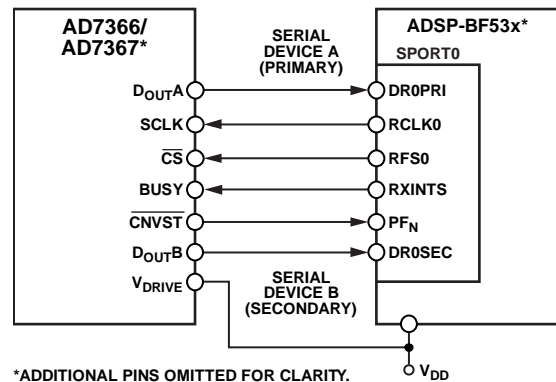 AD7366/
AD7367*
ADSP-BF53x*
SERIAL
DEVICE A
(PRIMARY)
SPORT0
DOUTA
DR0PRI
SCLK
RCLK0
CS
RFS0
BUSY
RXINTS
CNVST
PFN
DOUTB
DR0SEC
VDRIVE
SERIAL
DEVICE B
(SECONDARY)
VDD
*ADDITIONAL PINS OMITTED FOR CLARITY.